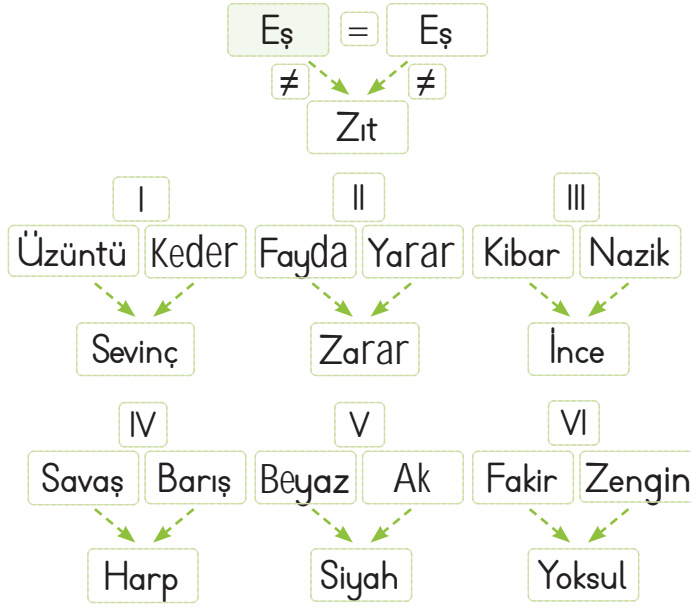 Eş = Eş
≠ ≠
Zıt
I II III
Üzüntü Keder Fayda Yarar Kibar Nazik
Sevinç Zarar İnce
IV V VI
Savaş Barış Beyaz Ak Fakir Zengin
Harp Siyah Yoksul